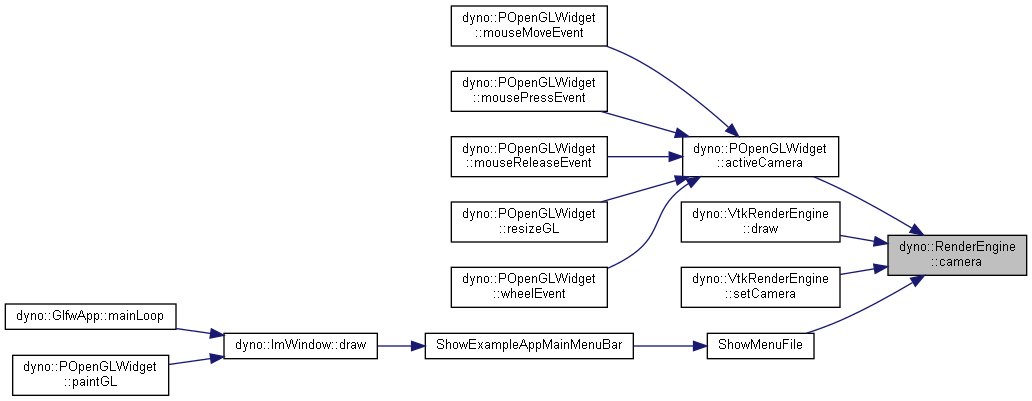 dyno::POpenGLWidget
::mouseMoveEvent
dyno::POpenGLWidget
::mousePressEvent
dyno::POpenGLWidget
::activeCamera
dyno::POpenGLWidget
::mouseReleaseEvent
dyno::POpenGLWidget
::resizeGL
dyno::VtkRenderEngine
::draw
dyno::RenderEngine
::camera
dyno::POpenGLWidget
::wheelEvent
dyno::VtkRenderEngine
::setCamera
dyno::GlfwApp::mainLoop
dyno::ImWindow::draw
ShowExampleAppMainMenuBar
ShowMenuFile
dyno::POpenGLWidget
::paintGL